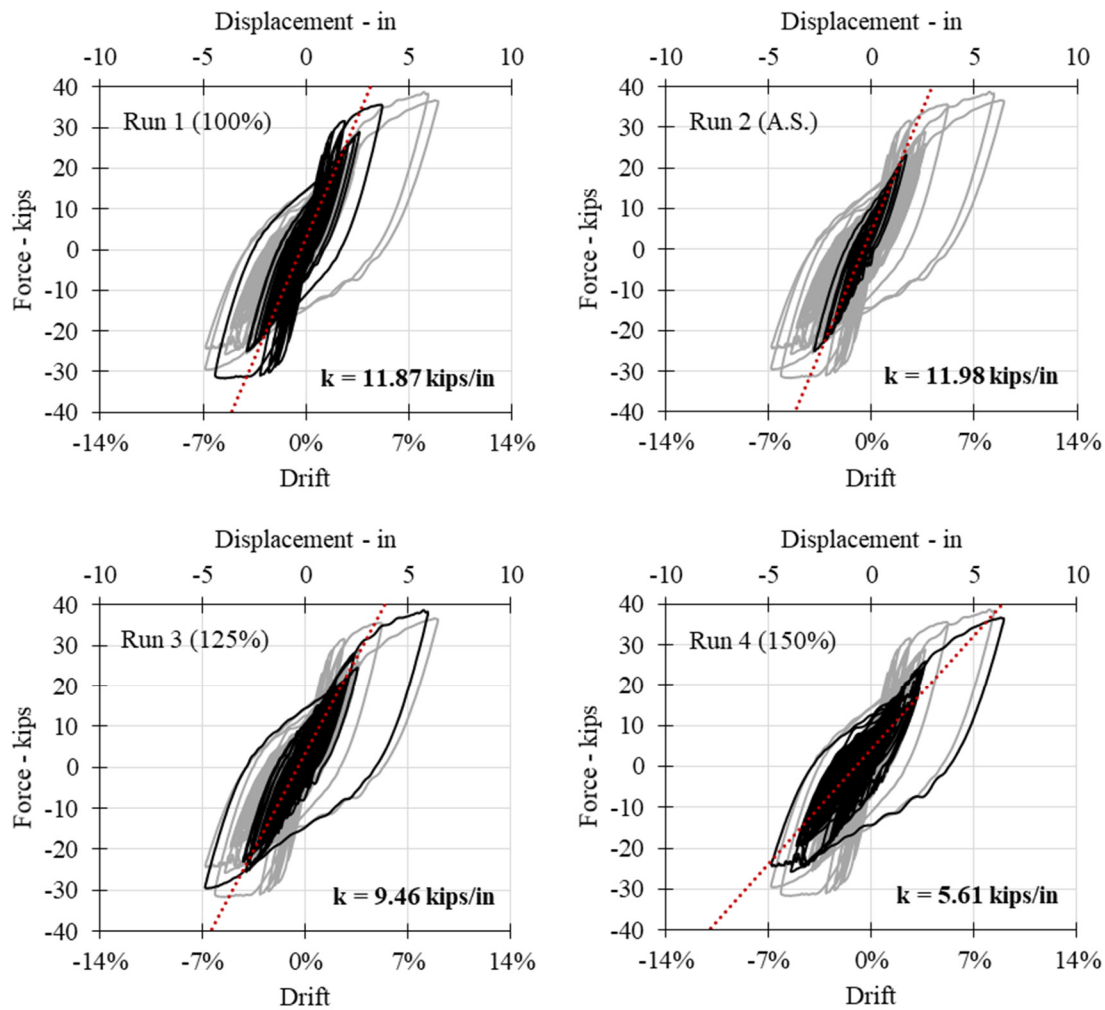 Displacement - in
-10 -5 0 5 10
40
30
20
10
0
-10
-20
-30
-40
Force - kips
Run 1 (100%)
k = 11.87 kips/in
-14% -7% 0% 7% 14%
Drift
Displacement - in
-10 -5 0 5 10
40
30
20
10
0
-10
-20
-30
-40
Force - kips
Run 2 (A.S.)
k = 11.98 kips/in
-14% -7% 0% 7% 14%
Drift
Displacement - in
-10 -5 0 5 10
40
30
20
10
0
-10
-20
-30
-40
Force - kips
Run 3 (125%)
k = 9.46 kips/in
-14% -7% 0% 7% 14%
Drift
Displacement - in
-10 -5 0 5 10
40
30
20
10
0
-10
-20
-30
-40
Force - kips
Run 4 (150%)
k = 5.61 kips/in
-14% -7% 0% 7% 14%
Drift